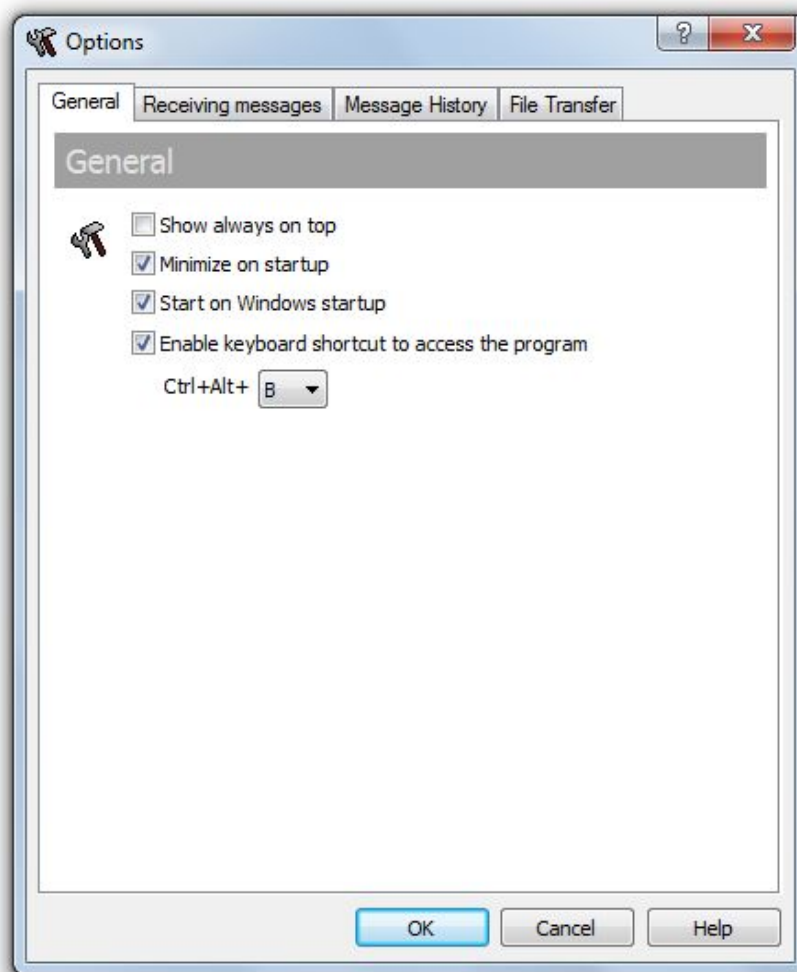 Options
General Receiving messages Message History File Transfer
General
Show always on top
Minimize on startup
Start on Windows startup
Enable keyboard shortcut to access the program
Ctrl+Alt+ B
OK Cancel Help